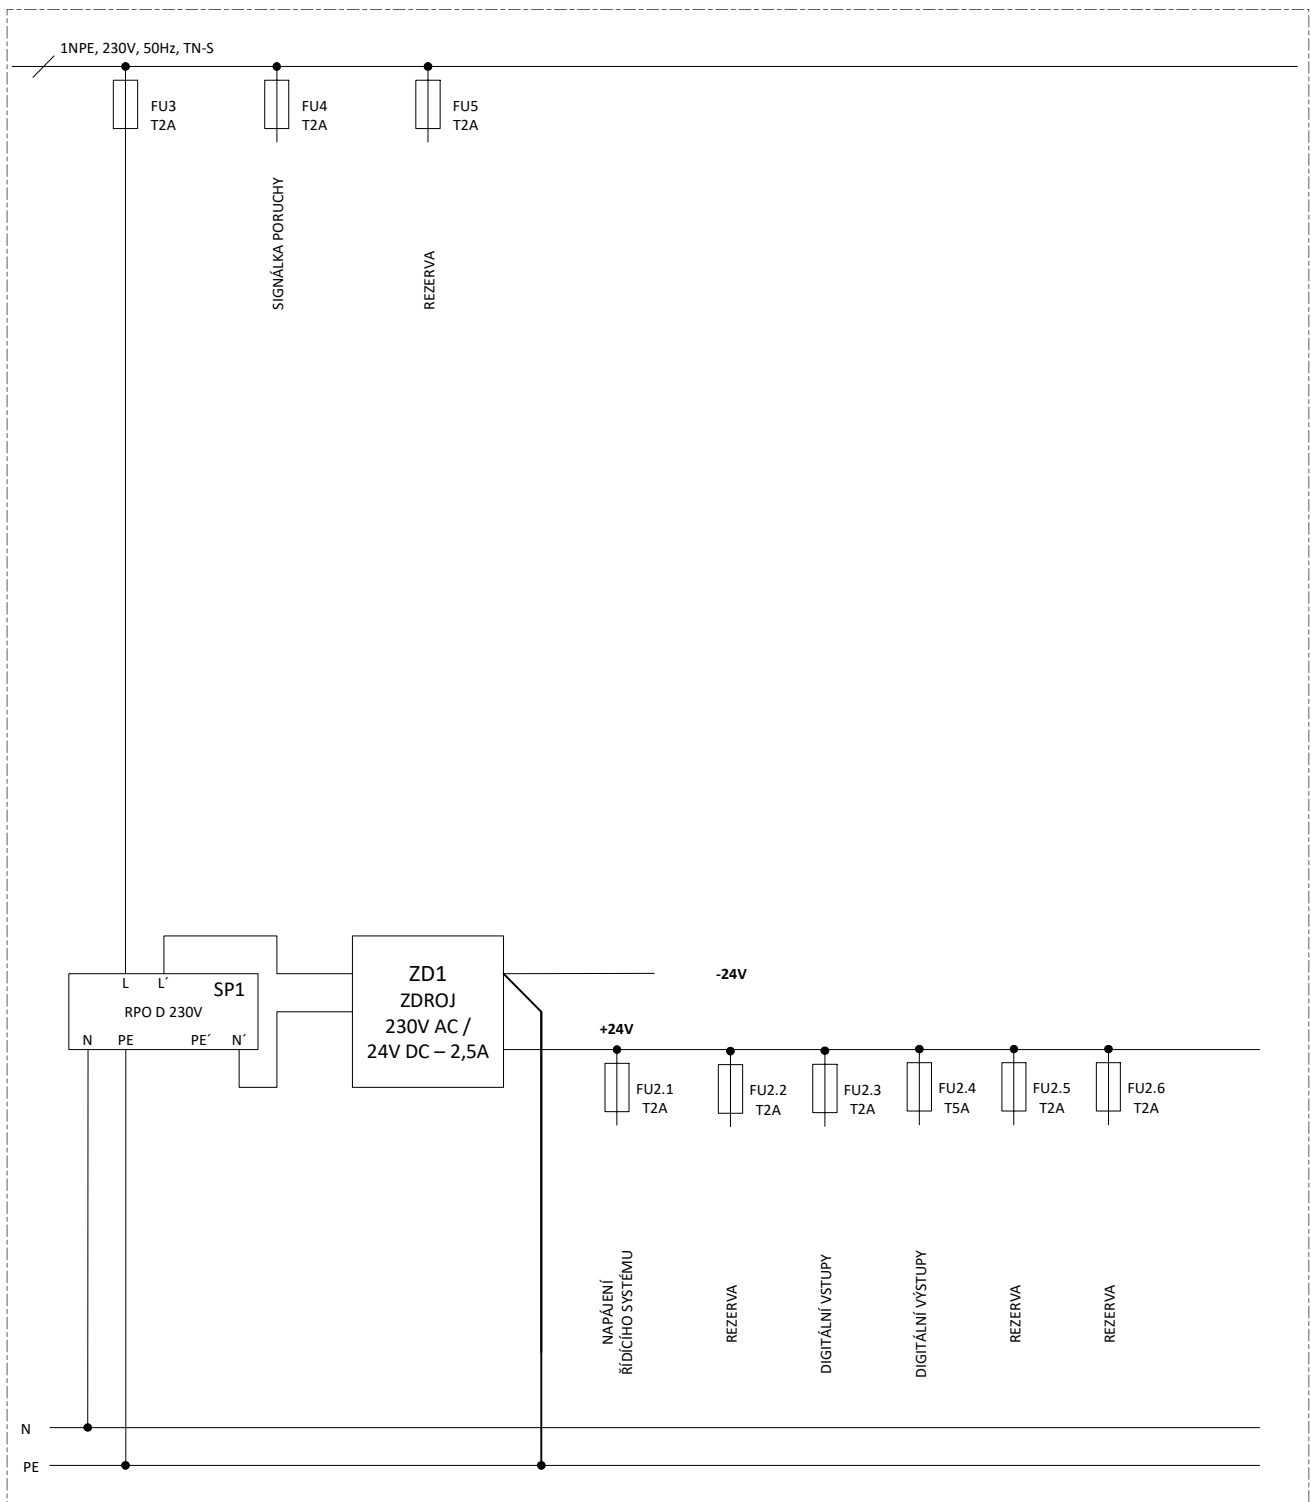 1NPE, 230V, 50Hz, TN-S
FU3
T2A
FU4
T2A
FU5
T2A
SIGNÁLKA PORUCHY
REZERVA
L
L´
SP1
RPO D 230V
N
PE
PE´
N´
ZD1
ZDROJ
230V AC /
24V DC – 2,5A
-24V
+24V
FU2.1
T2A
FU2.2
T2A
FU2.3
T2A
FU2.4
T5A
FU2.5
T2A
FU2.6
T2A
NAPÁJENÍ
ŘÍDÍCÍHO SYSTÉMU
REZERVA
DIGITÁLNÍ VSTUPY
DIGITÁLNÍ VÝSTUPY
REZERVA
REZERVA
N
PE